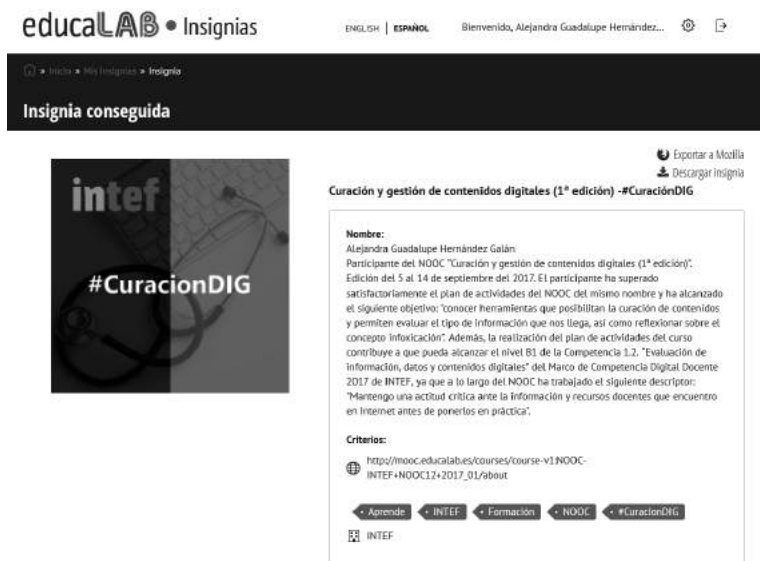 educaLAB • Insignias
ENGLISH | ESPAÑOL
Bienvenido, Alejandra Guadalupe Hernández...
» Inicio » Mis Insignias » Insignia
Insignia conseguida
Exportar a Mozilla
Descargar insignia
intef
#CuracionDIG
Curación y gestión de contenidos digitales (1ª edición) -#CuraciónDIG
Nombre:
Alejandra Guadalupe Hernández Galán
Participante del NOOC "Curación y gestión de contenidos digitales (1ª edición)".
Edición del 5 al 14 de septiembre del 2017. El participante ha superado
satisfactoriamente el plan de actividades del NOOC del mismo nombre y ha alcanzado
el siguiente objetivo: "conocer herramientas que posibilitan la curación de contenidos
y permiten evaluar el tipo de información que nos llega, así como reflexionar sobre el
concepto infoxicación". Además, la realización del plan de actividades del curso
contribuye a que pueda alcanzar el nivel B1 de la Competencia 1.2. "Evaluación de
información, datos y contenidos digitales" del Marco de Competencia Digital Docente
2017 de INTEF, ya que a lo largo del NOOC ha trabajado el siguiente descriptor:
"Mantengo una actitud crítica ante la información y recursos docentes que encuentro
en Internet antes de ponerlos en práctica".
Criterios:
http://mooc.educalab.es/courses/course-v1:NOOC-
INTEF+NOOC12+2017_01/about
Aprende
INTEF
Formación
NOOC
#CuraciónDIG
INTEF